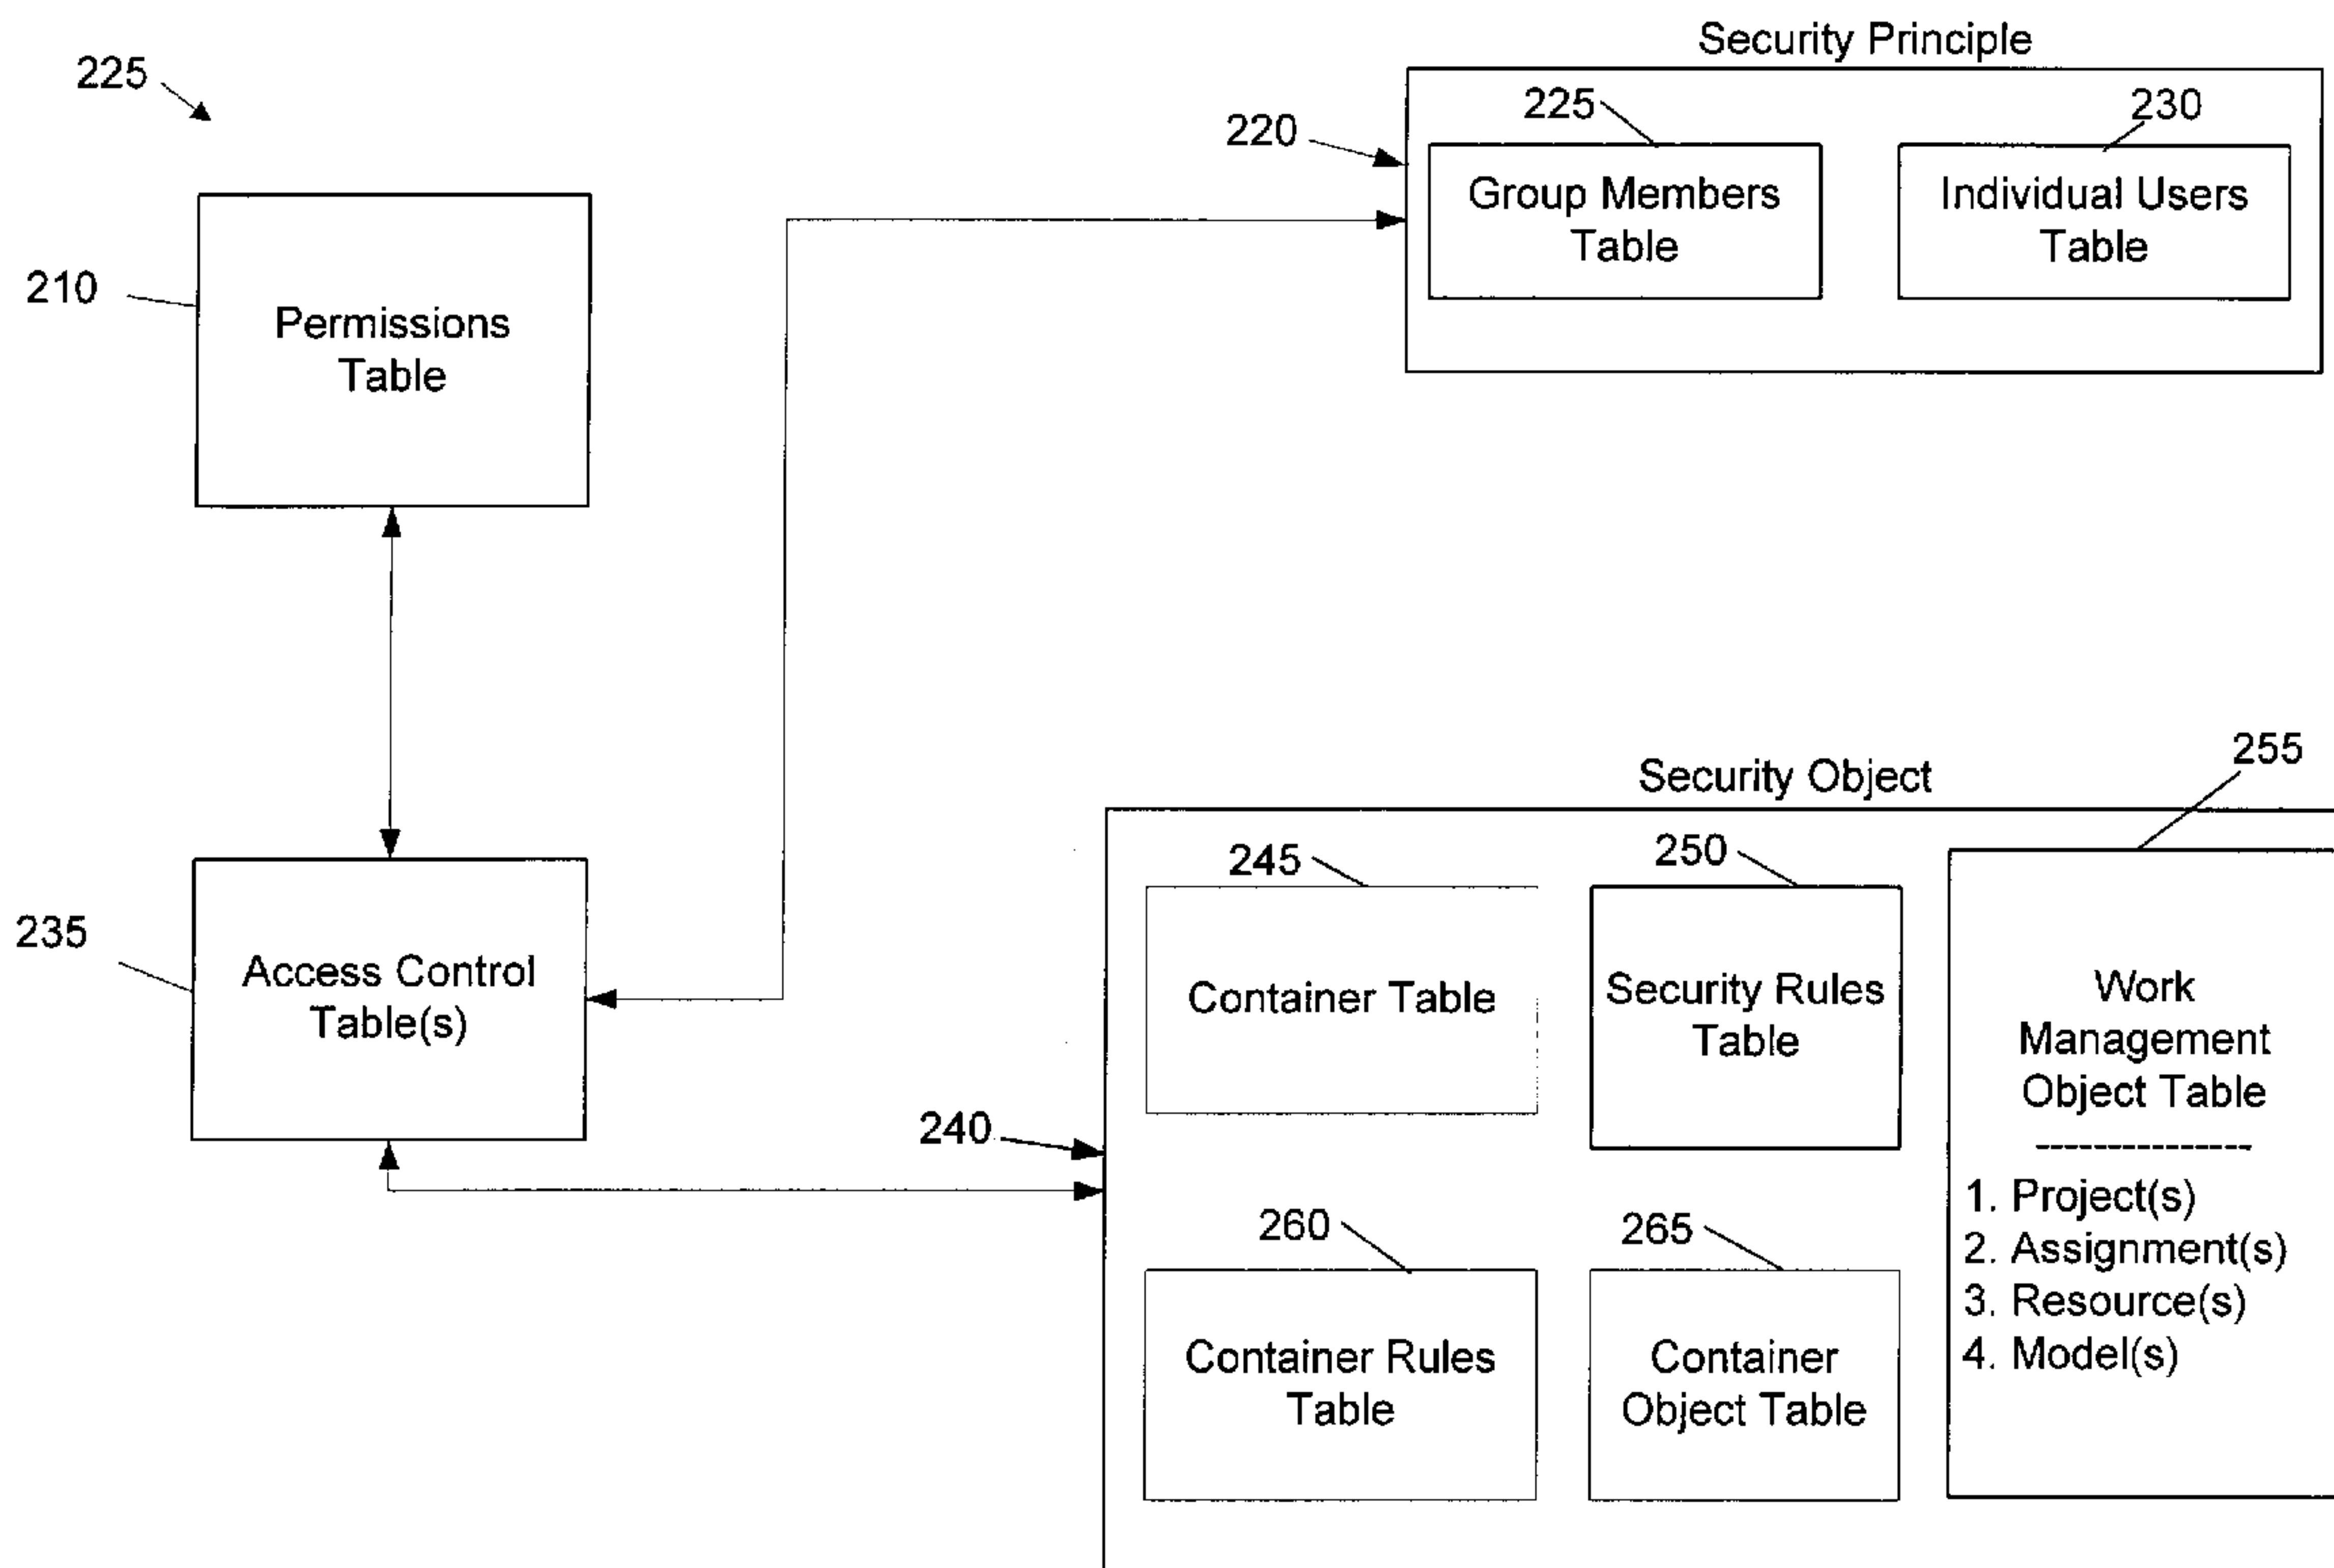 Security Principle
225
225
230
220
Group Members
Table
Individual Users
Table
210
Permissions
Table
Security Object
255
245
250
235
Access Control
Table(s)
Container Table
Security Rules
Table
Work
Management
Object Table
--------------
1. Project(s)
2. Assignment(s)
3. Resource(s)
4. Model(s)
240
260
265
Container Rules
Table
Container
Object Table